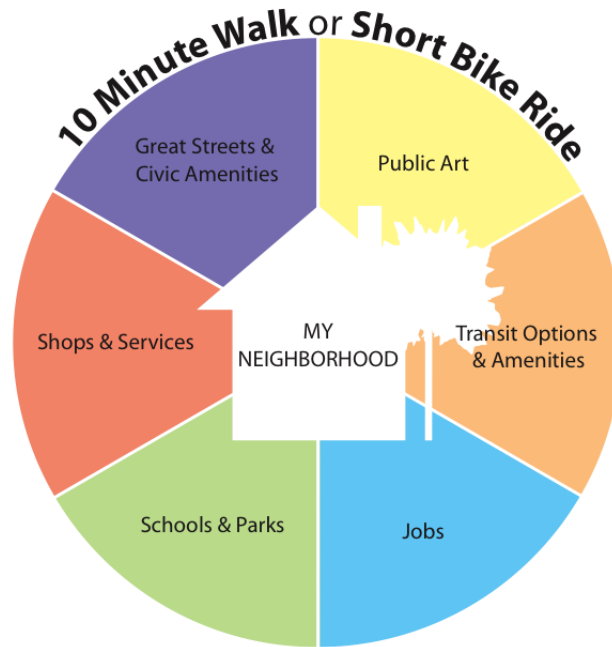 10 Minute Walk or Short Bike Ride
Great Streets &
Civic Amenities
Public Art
Shops & Services
MY
NEIGHBORHOOD
Transit Options
& Amenities
Schools & Parks
Jobs